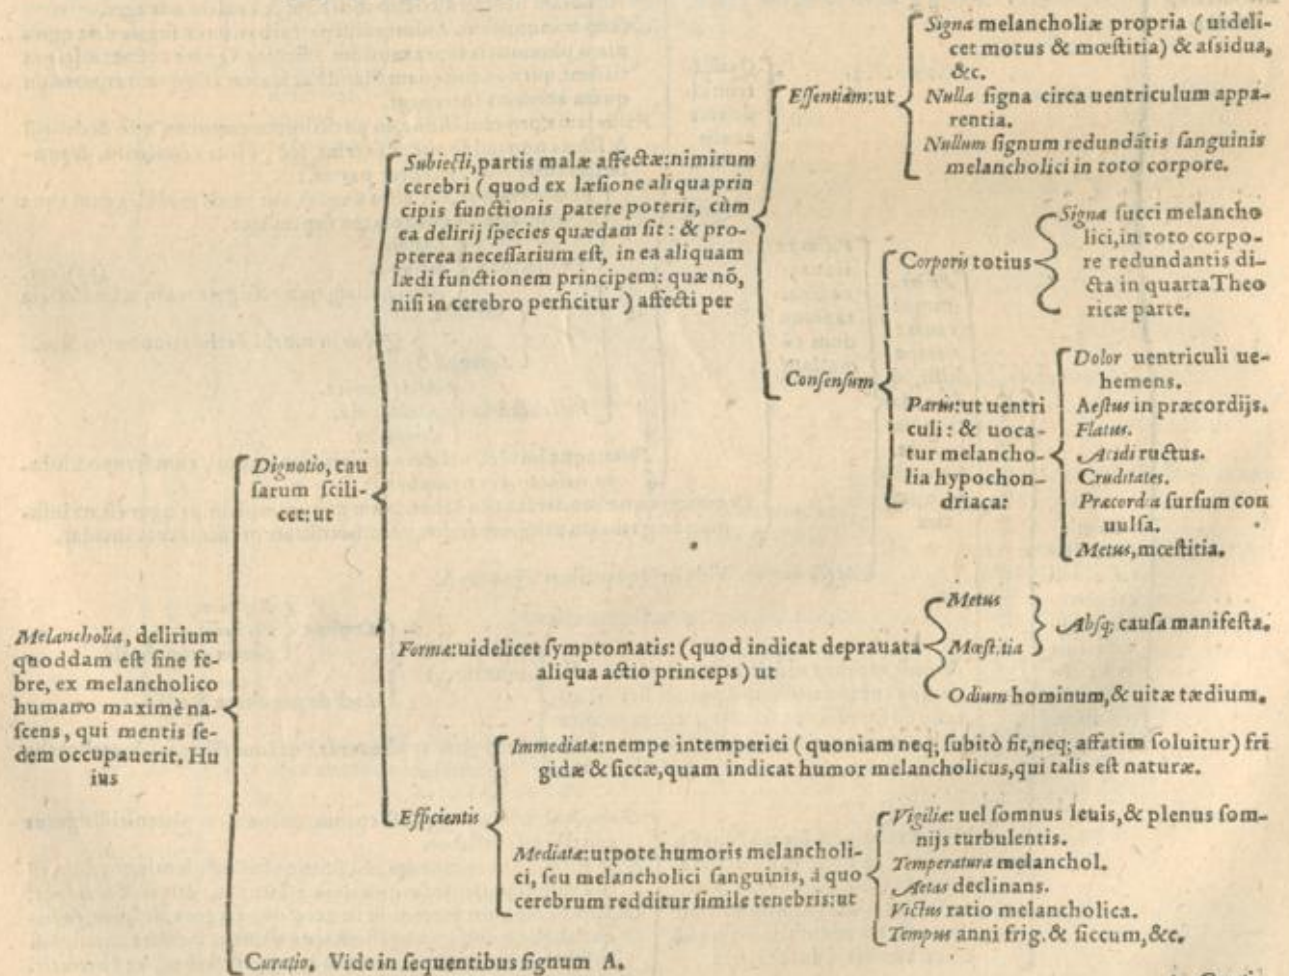 Melancholia, delirium
quoddam est sine fe-
bre, ex melancholico
humano maximè na-
scens, qui mentis se-
dem occupauerit. Hu
ius
Dignotio, cau
sarum scili-
cet: ut
Subiecti, partis malæ affectæ: nimirum
cerebri (quod ex læsione aliqua prin
cipis functionis patere poterit, cùm
ea delirij species quædam sit: & pro-
pterea necessarium est, in ea aliquam
lædi functionem principem: quæ nõ,
nisi in cerebro perficitur) affecti per
Essentiam: ut
Signa melancholiæ propria (uideli-
cet motus & mœstitia) & assidua,
&c.
Nulla signa circa uentriculum appa-
rentia.
Nullum signum redundãtis sanguinis
melancholici in toto corpore.
Consensum
Corporis totius
Signa succi melancho
lici, in toto corpo-
re redundantis di-
cta in quarta Theo
ricæ parte.
Partis: ut uentri
culi: & uoca-
tur melancho-
lia hypochon-
driaca:
Dolor uentriculi ue-
hemens.
Aestus in præcordijs.
Flatus.
Acidi ructus.
Cruditates.
Præcordia sursum con
uulsa.
Metus, mœstitia.
Formæ: uidelicet symptomatis: (quod indicat deprauata
aliqua actio princeps) ut
Metus
Mœstitia
Absq; causa manifesta.
Odium hominum, & uitæ tædium.
Efficientis
Immediatæ: nempe intemperiei (quoniam neq; subitò fit, neq; affatim soluitur) fri
gidæ & siccæ, quam indicat humor melancholicus, qui talis est naturæ.
Mediatæ: utpote humoris melancholi-
ci, seu melancholici sanguinis, à quo
cerebrum redditur simile tenebris: ut
Vigiliæ: uel somnus leuis, & plenus som-
nijs turbulentis.
Temperatura melanchol.
Aetas declinans.
Victus ratio melancholica.
Tempus anni frig. & siccum, &c.
Curatio. Vide in sequentibus signum A.